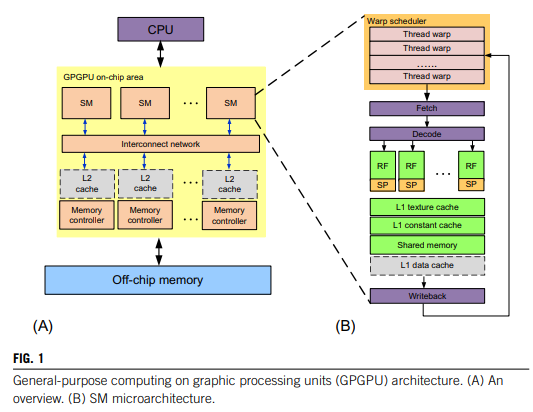 CPU
GPGPU on-chip area
SM
SM
...
SM
Interconnect network
L2
cache
L2
cache
...
L2
cache
Memory
controller
Memory
controller
...
Memory
controller
Off-chip memory
(A)
Warp scheduler
Thread warp
Thread warp
......
Thread warp
Fetch
Decode
RF
RF
...
RF
SP
SP
SP
L1 texture cache
L1 constant cache
Shared memory
L1 data cache
Writeback
(B)
FIG. 1
General-purpose computing on graphic processing units (GPGPU) architecture. (A) An
overview. (B) SM microarchitecture.